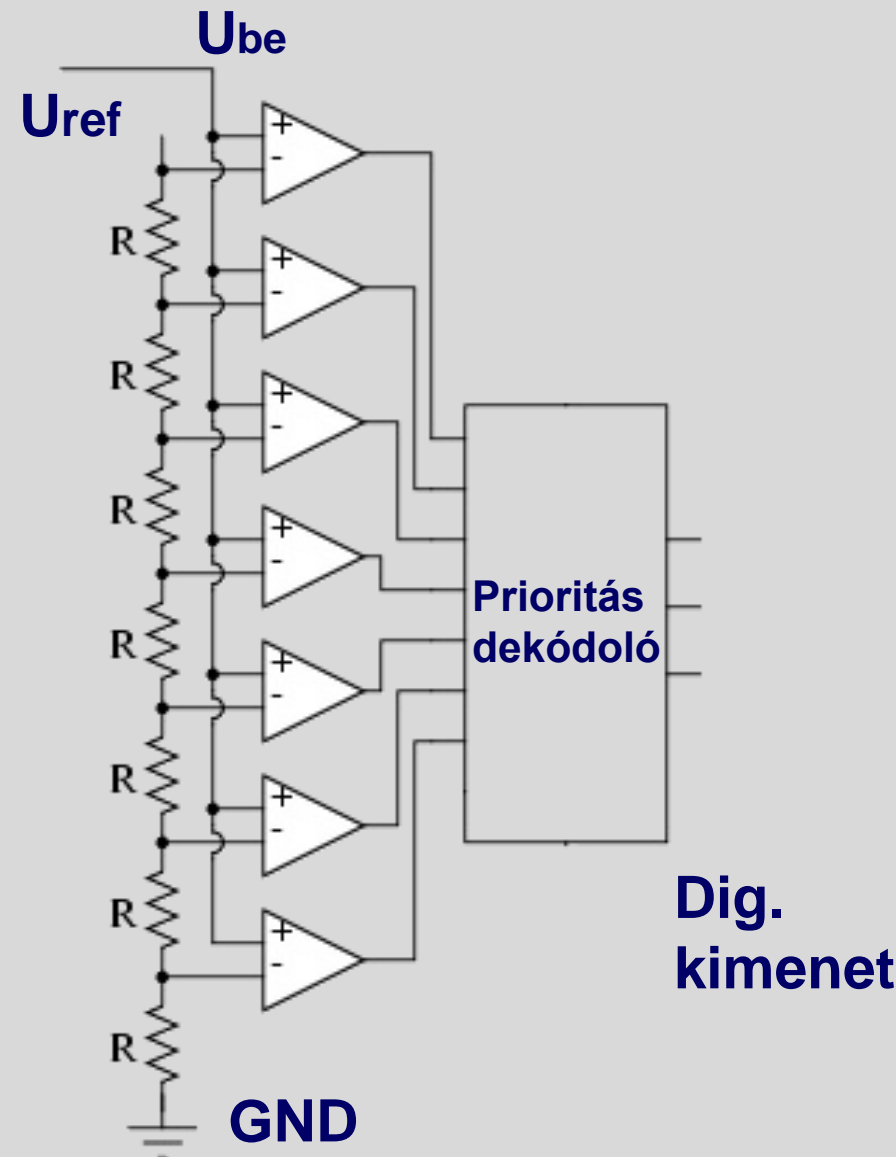 Ube
Uref
+
-
R
+
-
R
+
-
R
+
-
R
+
-
R
+
-
R
+
-
R
Prioritás
dekódoló
Dig.
kimenet
GND